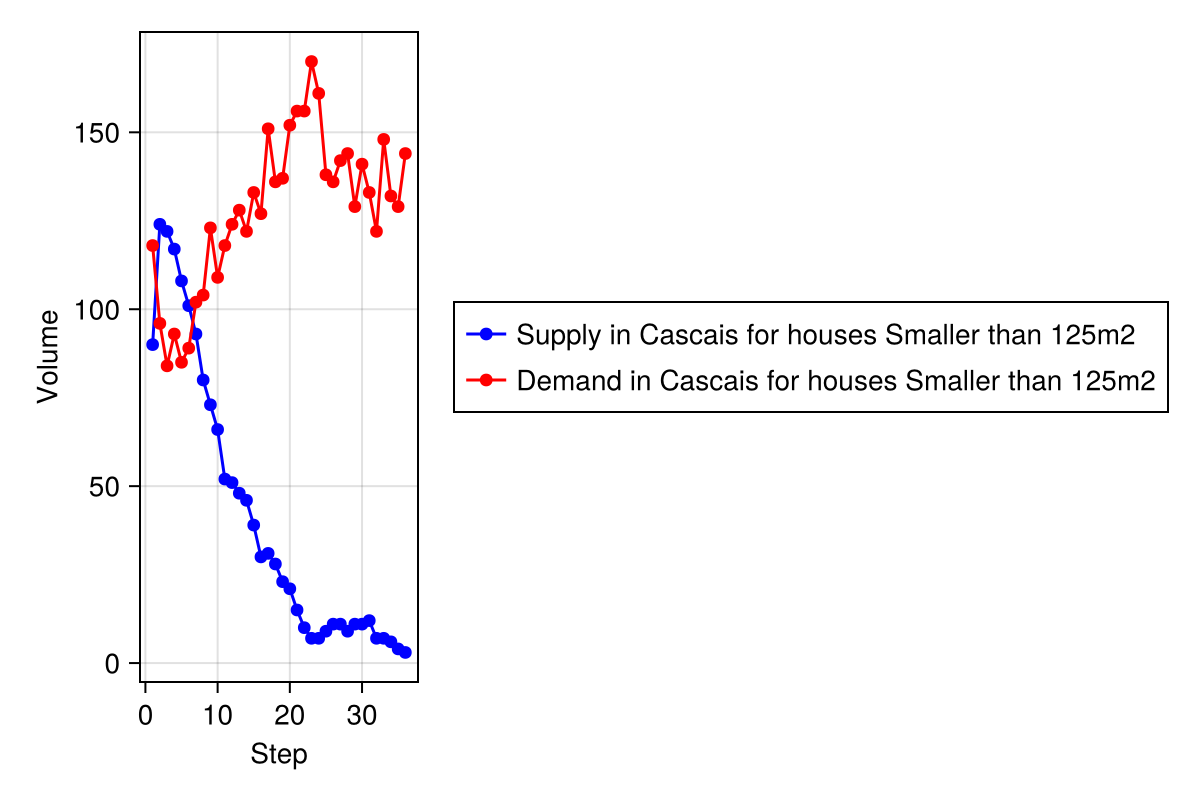 150
100
50
0
Volume
0 10 20 30
Step
Supply in Cascais for houses Smaller than 125m2
Demand in Cascais for houses Smaller than 125m2